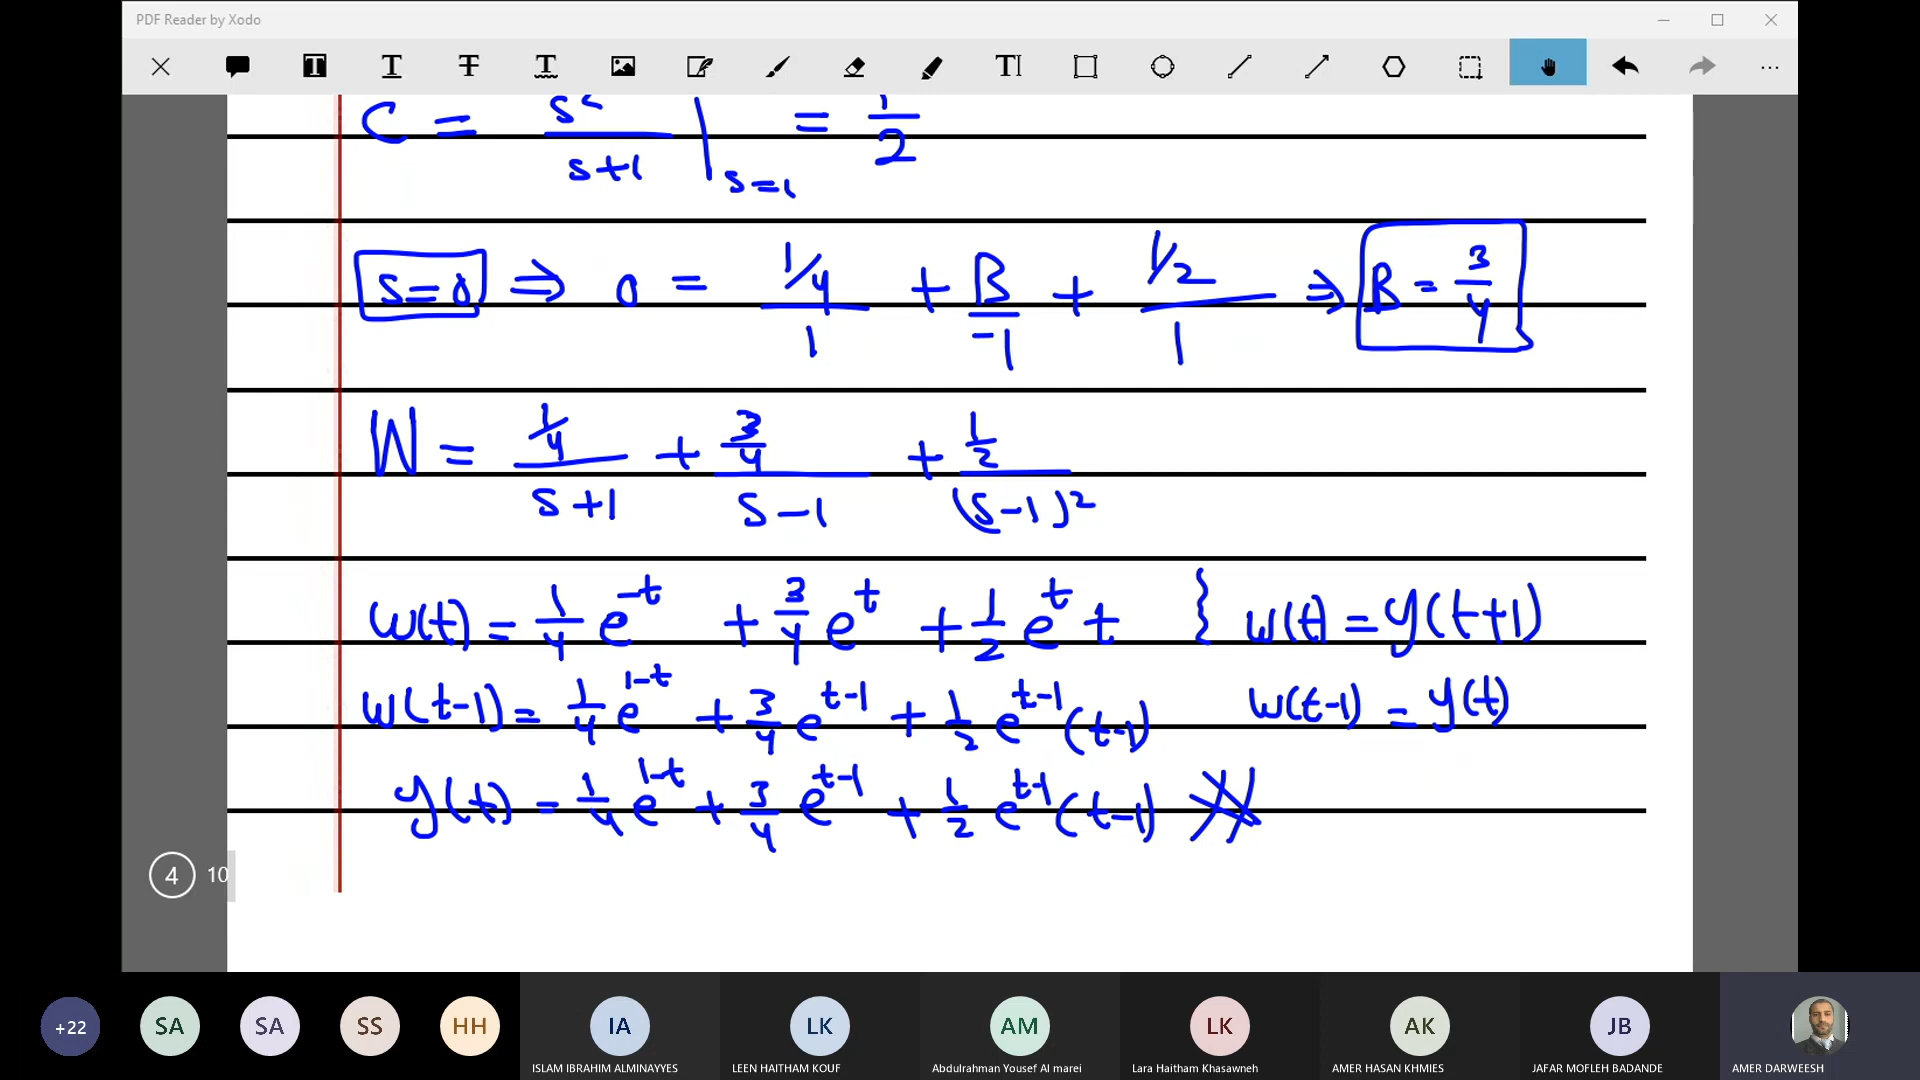 PDF Reader by Xodo
C = s² / s+1 |s=1 = 1/2
s=0 ⇒ 0 = 1/4 / 1 + B / -1 + 1/2 / 1 ⇒ B = 3/4
W = 1/4 / s+1 + 3/4 / s-1 + 1/2 / (s-1)²
w(t) = 1/4 e^-t + 3/4 e^t + 1/2 e^t t } w(t) = y(t+1)
w(t-1) = 1/4 e^1-t + 3/4 e^t-1 + 1/2 e^t-1 (t-1) w(t-1) = y(t)
y(t) = 1/4 e^1-t + 3/4 e^t-1 + 1/2 e^t-1 (t-1)
4 10
+22 SA SA SS HH IA LK AM LK AK JB
ISLAM IBRAHIM ALMINAYYES LEEN HAITHAM KOUF Abdulrahman Yousef Al marei Lara Haitham Khasawneh AMER HASAN KHMIES JAFAR MOFLEH BADANDE AMER DARWEESH